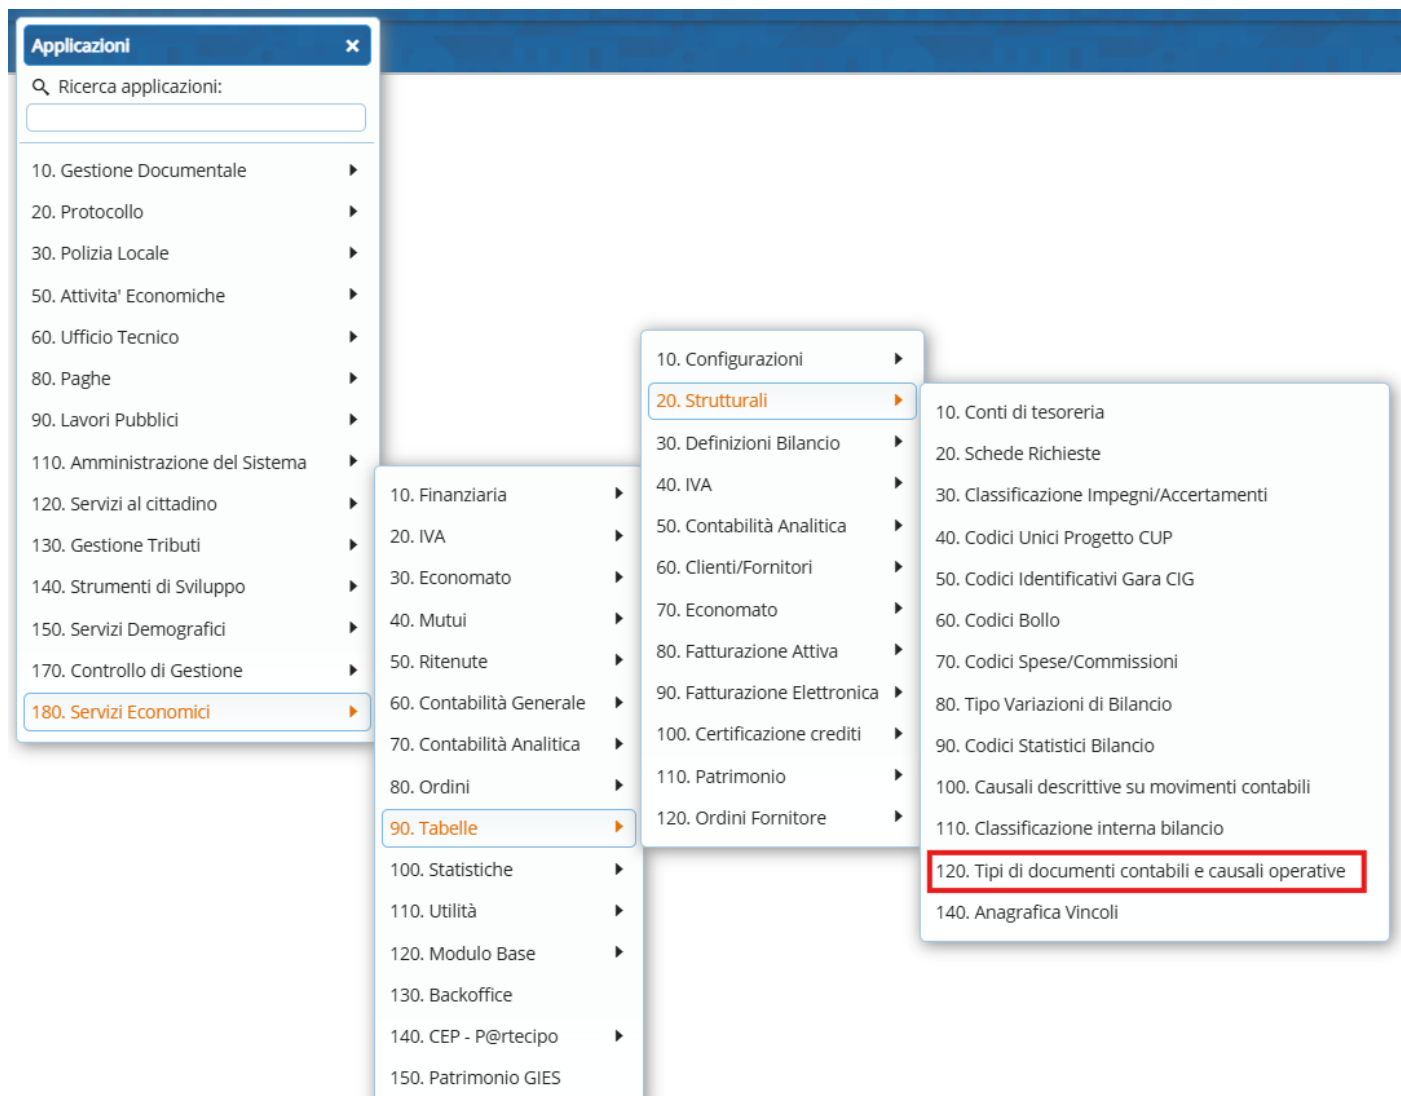 Applicazioni
Ricerca applicazioni:
10. Gestione Documentale
20. Protocollo
30. Polizia Locale
50. Attivita' Economiche
60. Ufficio Tecnico
80. Paghe
90. Lavori Pubblici
110. Amministrazione del Sistema
120. Servizi al cittadino
130. Gestione Tributi
140. Strumenti di Sviluppo
150. Servizi Demografici
170. Controllo di Gestione
180. Servizi Economici
10. Finanziaria
20. IVA
30. Economato
40. Mutui
50. Ritenute
60. Contabilità Generale
70. Contabilità Analitica
80. Ordini
90. Tabelle
100. Statistiche
110. Utilità
120. Modulo Base
130. Backoffice
140. CEP - P@rtecipo
150. Patrimonio GIES
10. Configurazioni
20. Strutturali
30. Definizioni Bilancio
40. IVA
50. Contabilità Analitica
60. Clienti/Fornitori
70. Economato
80. Fatturazione Attiva
90. Fatturazione Elettronica
100. Certificazione crediti
110. Patrimonio
120. Ordini Fornitore
10. Conti di tesoreria
20. Schede Richieste
30. Classificazione Impegni/Accertamenti
40. Codici Unici Progetto CUP
50. Codici Identificativi Gara CIG
60. Codici Bollo
70. Codici Spese/Commissioni
80. Tipo Variazioni di Bilancio
90. Codici Statistici Bilancio
100. Causali descrittive su movimenti contabili
110. Classificazione interna bilancio
120. Tipi di documenti contabili e causali operative
140. Anagrafica Vincoli